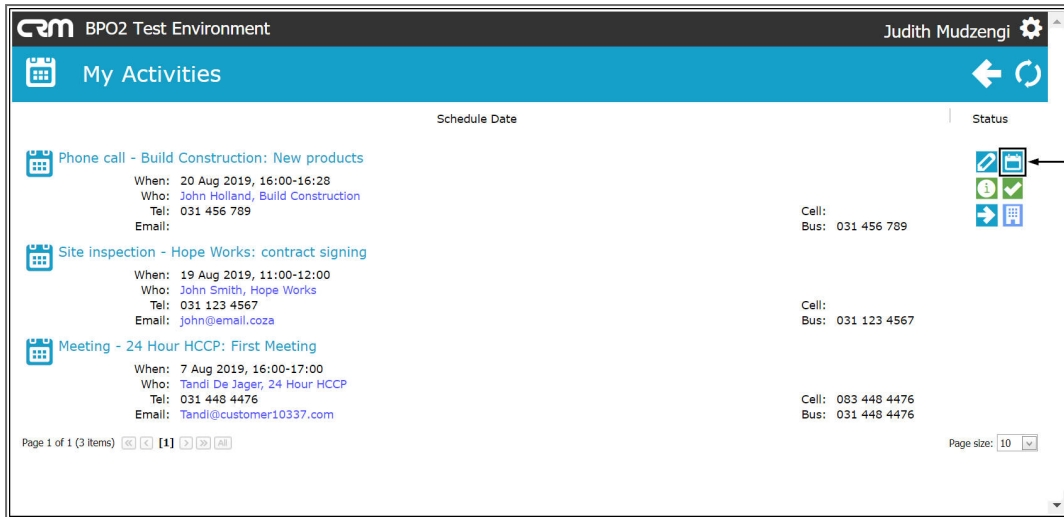 CRM BPO2 Test Environment Judith Mudzengi
My Activities
Schedule Date Status
Phone call - Build Construction: New products
When: 20 Aug 2019, 16:00-16:28
Who: John Holland, Build Construction
Tel: 031 456 789 Cell:
Email: Bus: 031 456 789
Site inspection - Hope Works: contract signing
When: 19 Aug 2019, 11:00-12:00
Who: John Smith, Hope Works
Tel: 031 123 4567 Cell:
Email: john@email.coza Bus: 031 123 4567
Meeting - 24 Hour HCCP: First Meeting
When: 7 Aug 2019, 16:00-17:00
Who: Tandi De Jager, 24 Hour HCCP
Tel: 031 448 4476 Cell: 083 448 4476
Email: Tandi@customer10337.com Bus: 031 448 4476
Page 1 of 1 (3 items) [1] All Page size: 10